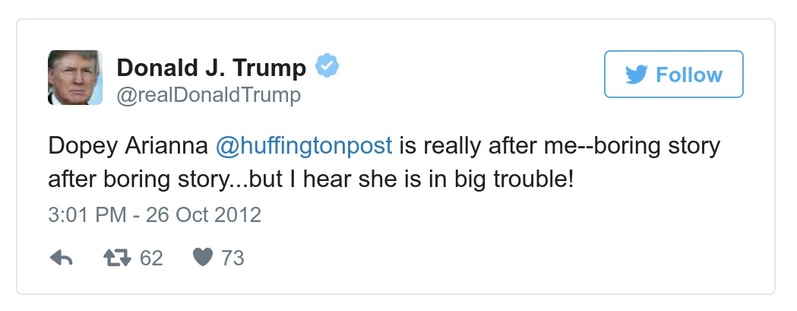 Donald J. Trump
@realDonaldTrump
Follow
Dopey Arianna @huffingtonpost is really after me--boring story
after boring story...but I hear she is in big trouble!
3:01 PM - 26 Oct 2012
62 73